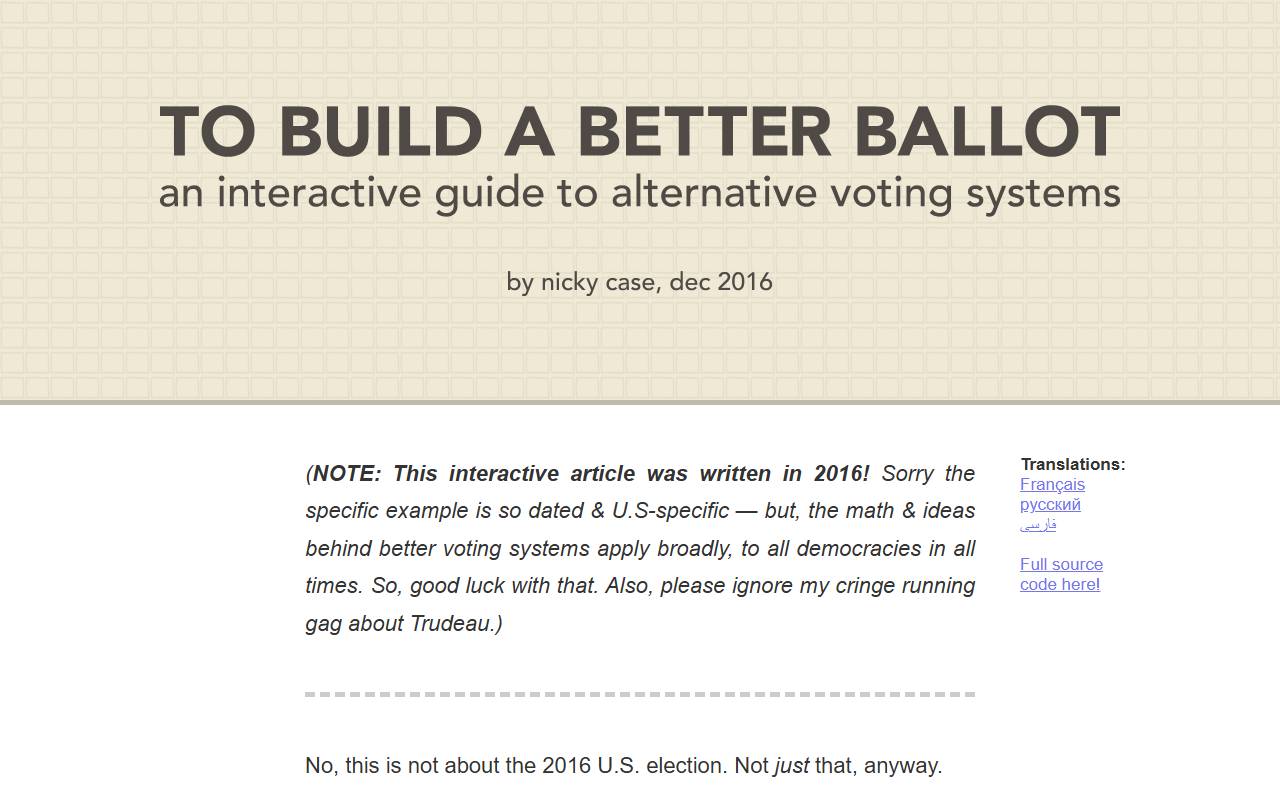 TO BUILD A BETTER BALLOT
an interactive guide to alternative voting systems
by nicky case, dec 2016
(NOTE: This interactive article was written in 2016! Sorry the
specific example is so dated & U.S-specific — but, the math & ideas
behind better voting systems apply broadly, to all democracies in all
times. So, good luck with that. Also, please ignore my cringe running
gag about Trudeau.)
Translations:
Français
русский
فارسی
Full source
code here!
No, this is not about the 2016 U.S. election. Not just that, anyway.